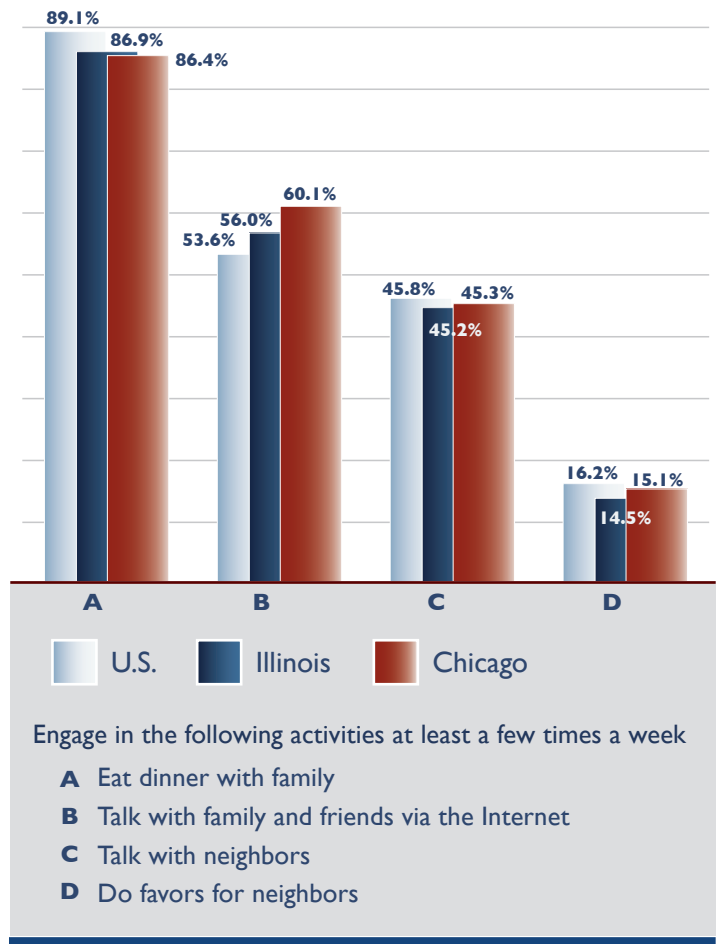 89.1%
86.9%
86.4%
60.1%
56.0%
53.6%
45.8% 45.3%
45.2%
16.2% 15.1%
14.5%
A B C D
U.S. Illinois Chicago
Engage in the following activities at least a few times a week
A Eat dinner with family
B Talk with family and friends via the Internet
C Talk with neighbors
D Do favors for neighbors